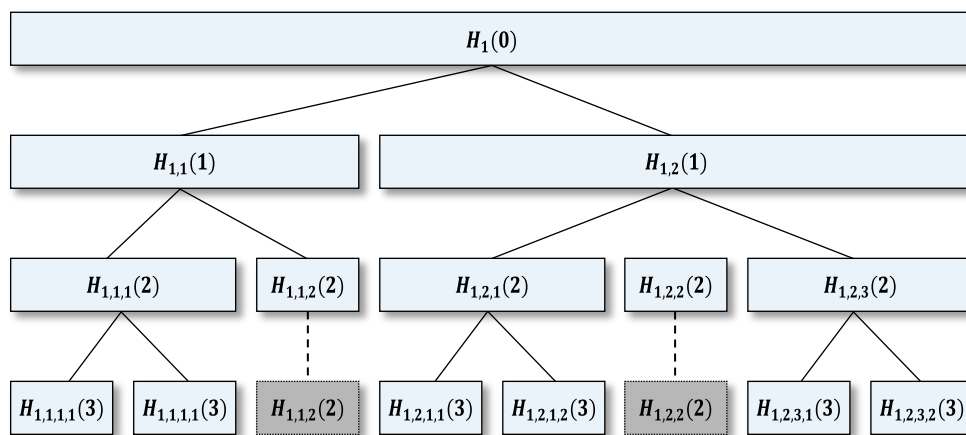 H₁(0)
H₁,₁(1) H₁,₂(1)
H₁,₁,₁(2) H₁,₁,₂(2) H₁,₂,₁(2) H₁,₂,₂(2) H₁,₂,₃(2)
H₁,₁,₁,₁(3) H₁,₁,₁,₁(3) H₁,₁,₂(2) H₁,₂,₁,₁(3) H₁,₂,₁,₂(3) H₁,₂,₂(2) H₁,₂,₃,₁(3) H₁,₂,₃,₂(3)